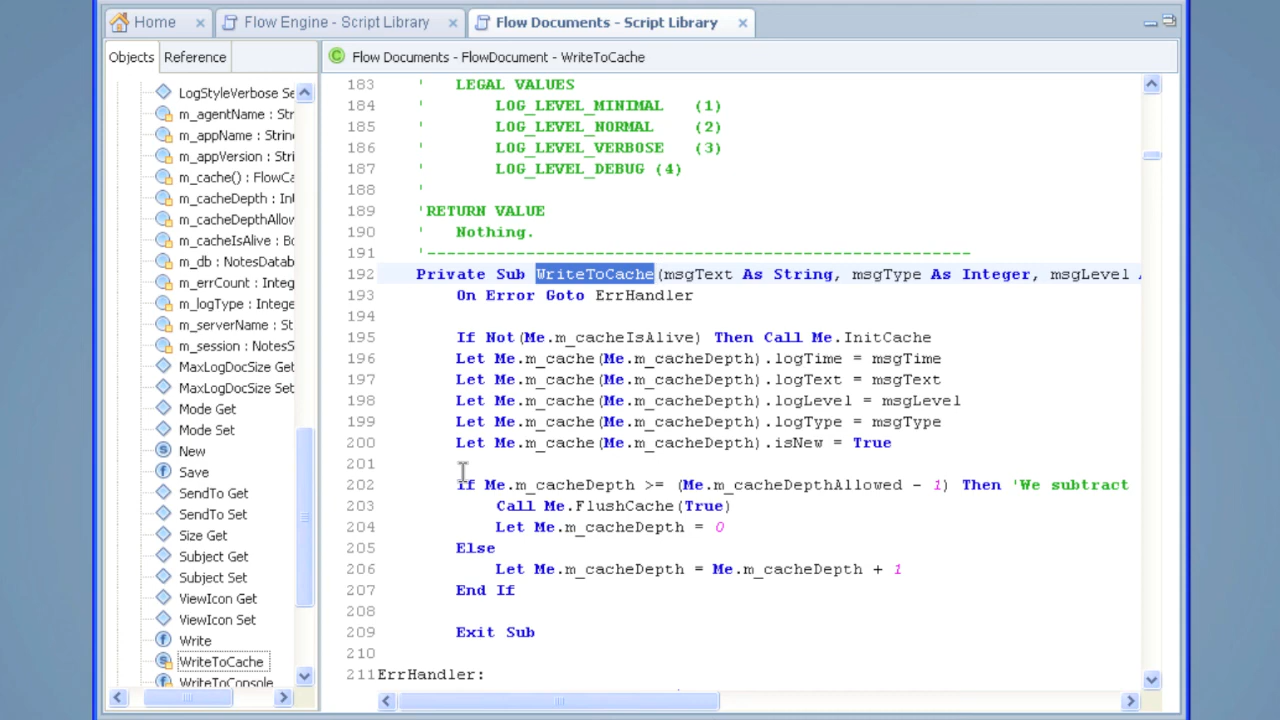 Home
Flow Engine - Script Library
Flow Documents - Script Library
Objects
Reference
Flow Documents - FlowDocument - WriteToCache
LogStyleVerbose Se
m_agentName : Str
m_appName : String
m_appVersion : Stri
m_cache() : FlowCa
m_cacheDepth : Int
m_cacheDepthAllow
m_cacheIsAlive : Bo
m_db : NotesDatab
m_errCount : Integ
m_logType : Intege
m_serverName : St
m_session : NotesS
MaxLogDocSize Get
MaxLogDocSize Set
Mode Get
Mode Set
New
Save
SendTo Get
SendTo Set
Size Get
Subject Get
Subject Set
ViewIcon Get
ViewIcon Set
Write
WriteToCache
WriteToConsole
183 ' LEGAL VALUES
184 ' LOG_LEVEL_MINIMAL (1)
185 ' LOG_LEVEL_NORMAL (2)
186 ' LOG_LEVEL_VERBOSE (3)
187 ' LOG_LEVEL_DEBUG (4)
188 '
189 'RETURN VALUE
190 ' Nothing.
191 '-------------------------------------------------------
192 Private Sub WriteToCache(msgText As String, msgType As Integer, msgLevel
193 On Error Goto ErrHandler
194
195 If Not(Me.m_cacheIsAlive) Then Call Me.InitCache
196 Let Me.m_cache(Me.m_cacheDepth).logTime = msgTime
197 Let Me.m_cache(Me.m_cacheDepth).logText = msgText
198 Let Me.m_cache(Me.m_cacheDepth).logLevel = msgLevel
199 Let Me.m_cache(Me.m_cacheDepth).logType = msgType
200 Let Me.m_cache(Me.m_cacheDepth).isNew = True
201
202 If Me.m_cacheDepth >= (Me.m_cacheDepthAllowed - 1) Then 'We subtract
203 Call Me.FlushCache(True)
204 Let Me.m_cacheDepth = 0
205 Else
206 Let Me.m_cacheDepth = Me.m_cacheDepth + 1
207 End If
208
209 Exit Sub
210
211 ErrHandler: